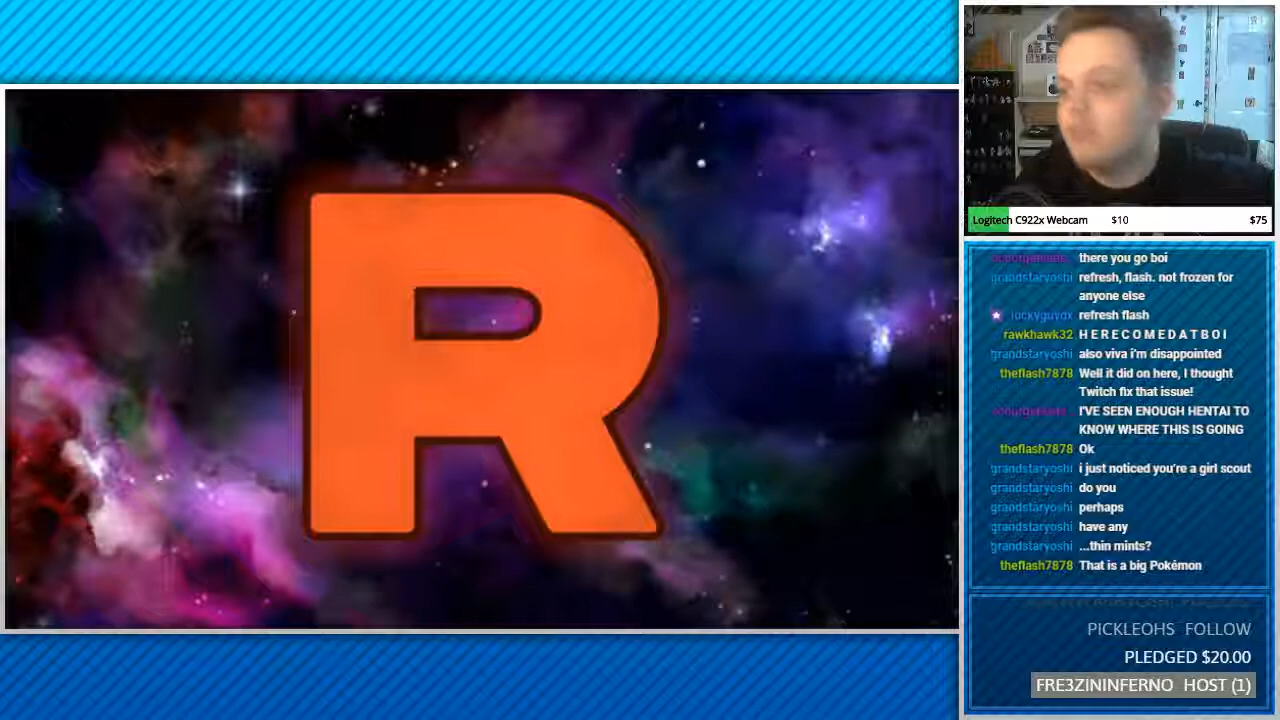 R
Logitech C922x Webcam $10 $75
there you go boi
grandstaryoshi refresh, flash. not frozen for
anyone else
luckyguydx refresh flash
rawkhawk32 H E R E C O M E D A T B O I
grandstaryoshi also viva i'm disappointed
theflash7878 Well it did on here, I thought
Twitch fix that issue!
I'VE SEEN ENOUGH HENTAI TO
KNOW WHERE THIS IS GOING
theflash7878 Ok
grandstaryoshi i just noticed you're a girl scout
grandstaryoshi do you
grandstaryoshi perhaps
grandstaryoshi have any
grandstaryoshi ...thin mints?
theflash7878 That is a big Pokémon
PICKLEOHS FOLLOW
PLEDGED $20.00
FRE3ZININFERNO HOST (1)